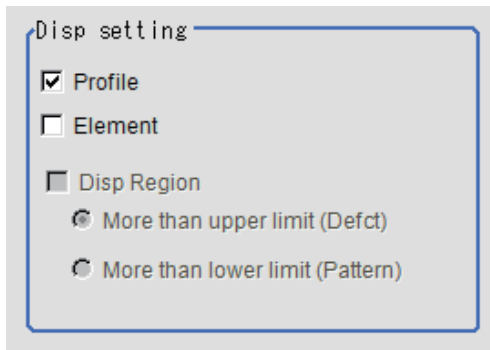 Disp setting
Profile
Element
Disp Region
More than upper limit (Defct)
More than lower limit (Pattern)